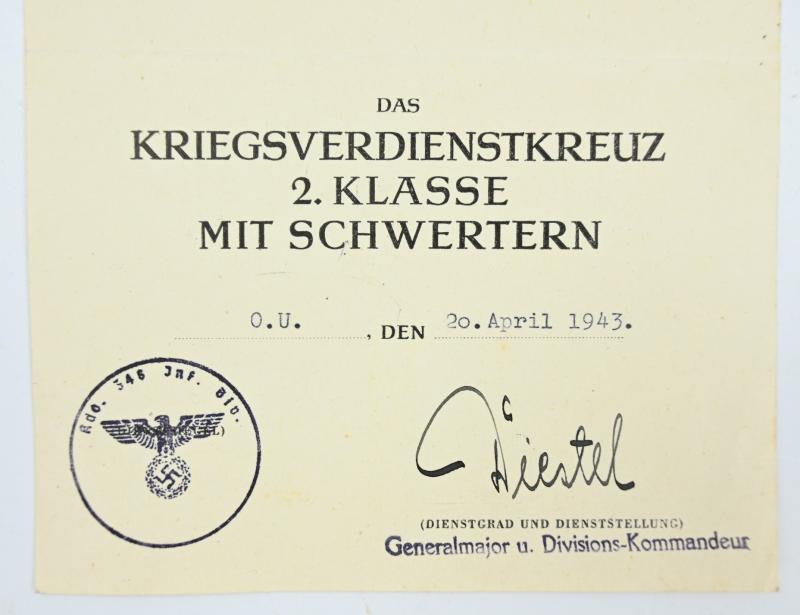 DAS
KRIEGSVERDIENSTKREUZ
2. KLASSE
MIT SCHWERTERN
O.U. , DEN 20. April 1943.
Kdo. 346 Inf. Div.
Diestel
(DIENSTGRAD UND DIENSTSTELLUNG)
Generalmajor u. Divisions-Kommandeur